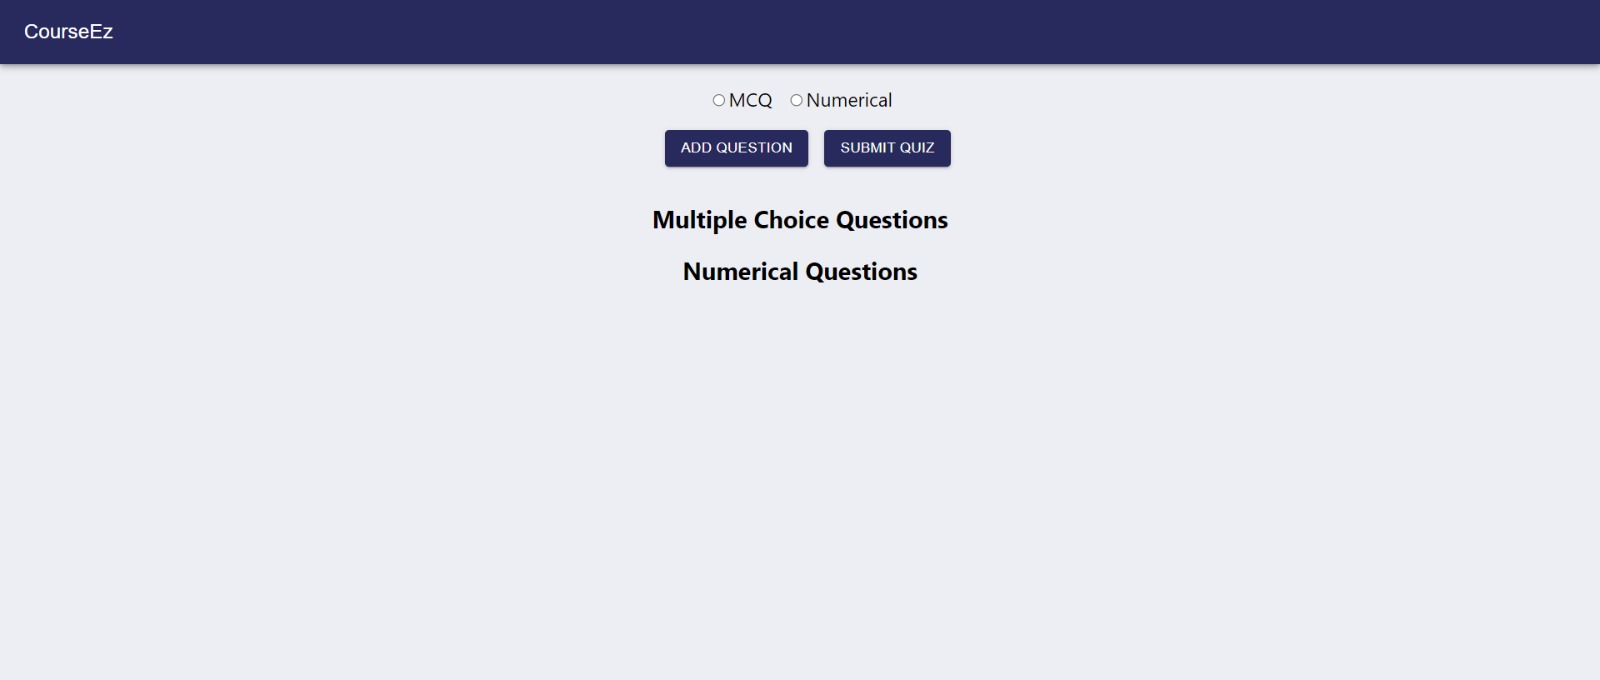 CourseEz
MCQ Numerical
ADD QUESTION SUBMIT QUIZ
Multiple Choice Questions
Numerical Questions